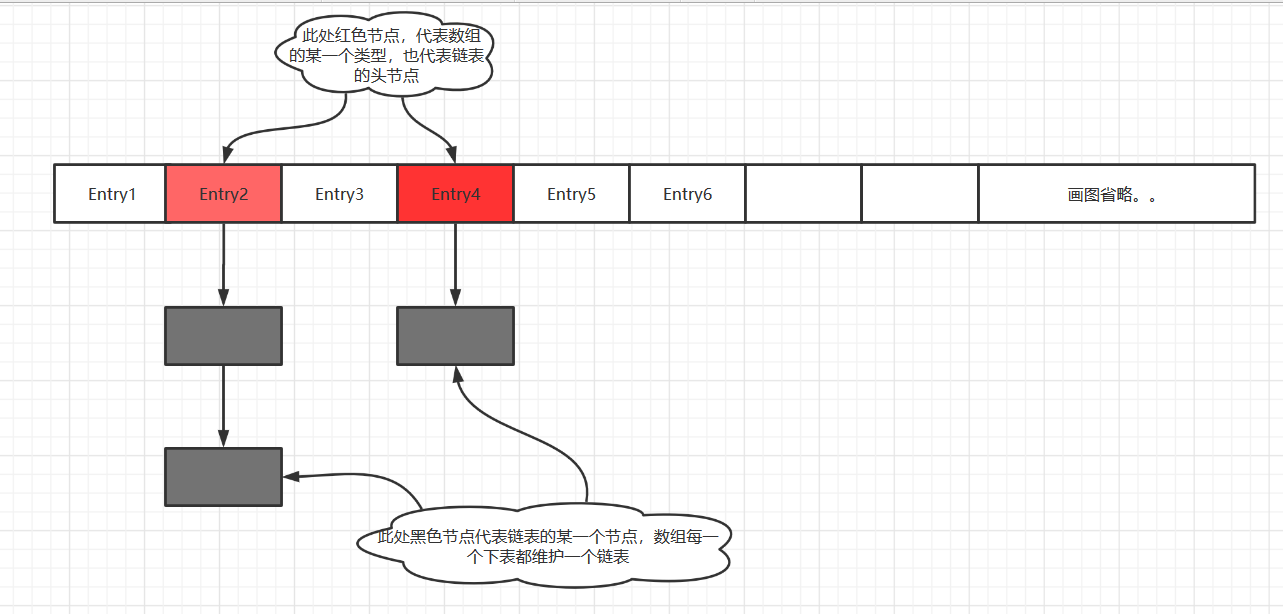 此处红色节点，代表数组
的某一个类型，也代表链表
的头节点
Entry1
Entry2
Entry3
Entry4
Entry5
Entry6
画图省略。。
此处黑色节点代表链表的某一个节点，数组每一
个下表都维护一个链表